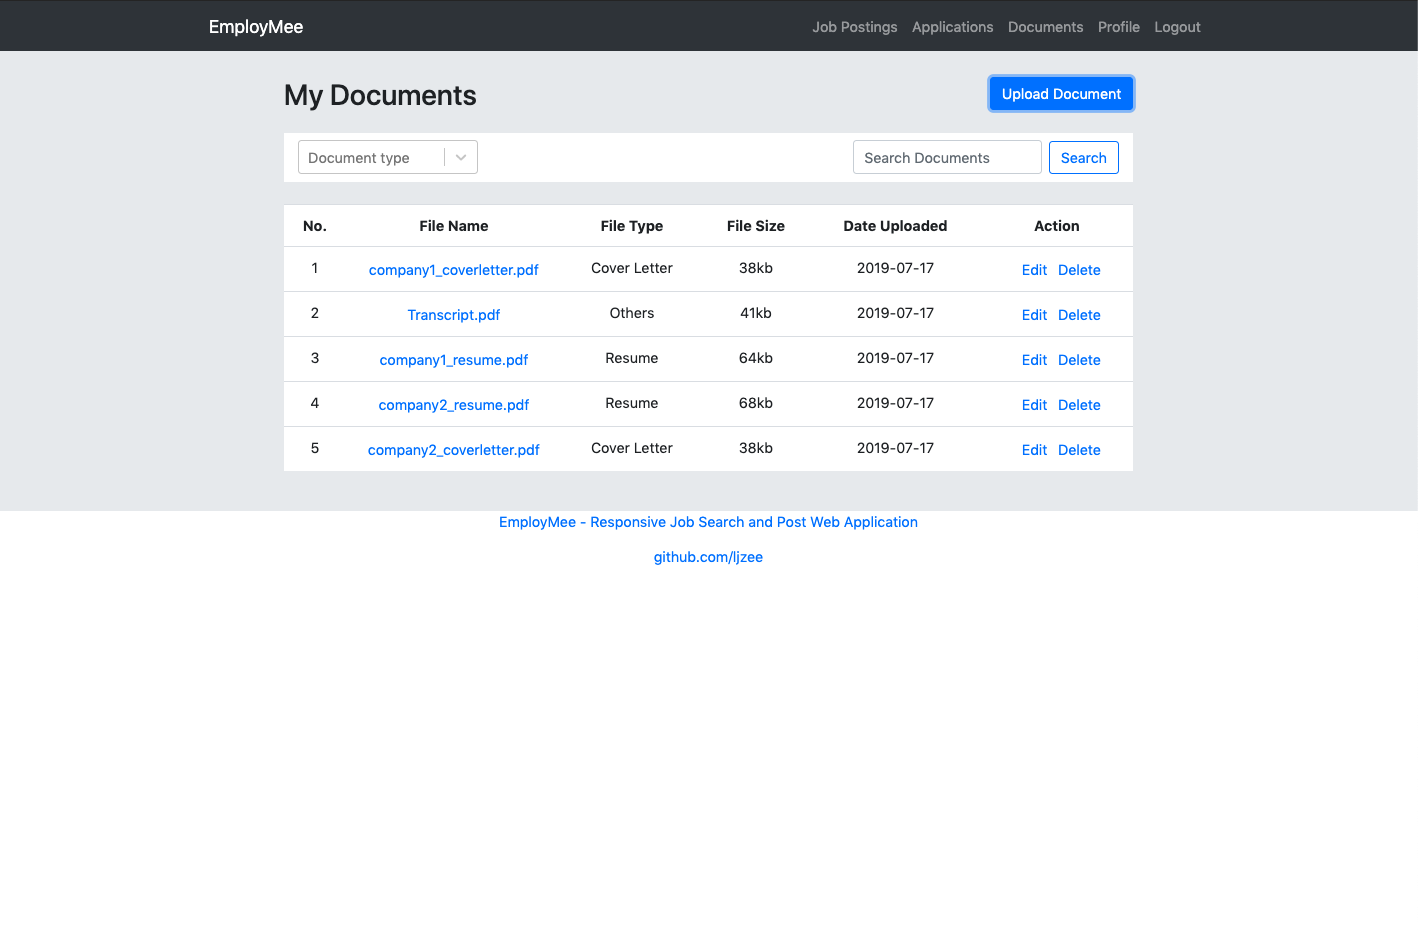 EmployMee Job Postings Applications Documents Profile Logout
My Documents Upload Document
Document type Search Documents Search
No. File Name File Type File Size Date Uploaded Action
1 company1_coverletter.pdf Cover Letter 38kb 2019-07-17 Edit Delete
2 Transcript.pdf Others 41kb 2019-07-17 Edit Delete
3 company1_resume.pdf Resume 64kb 2019-07-17 Edit Delete
4 company2_resume.pdf Resume 68kb 2019-07-17 Edit Delete
5 company2_coverletter.pdf Cover Letter 38kb 2019-07-17 Edit Delete
EmployMee - Responsive Job Search and Post Web Application
github.com/ljzee